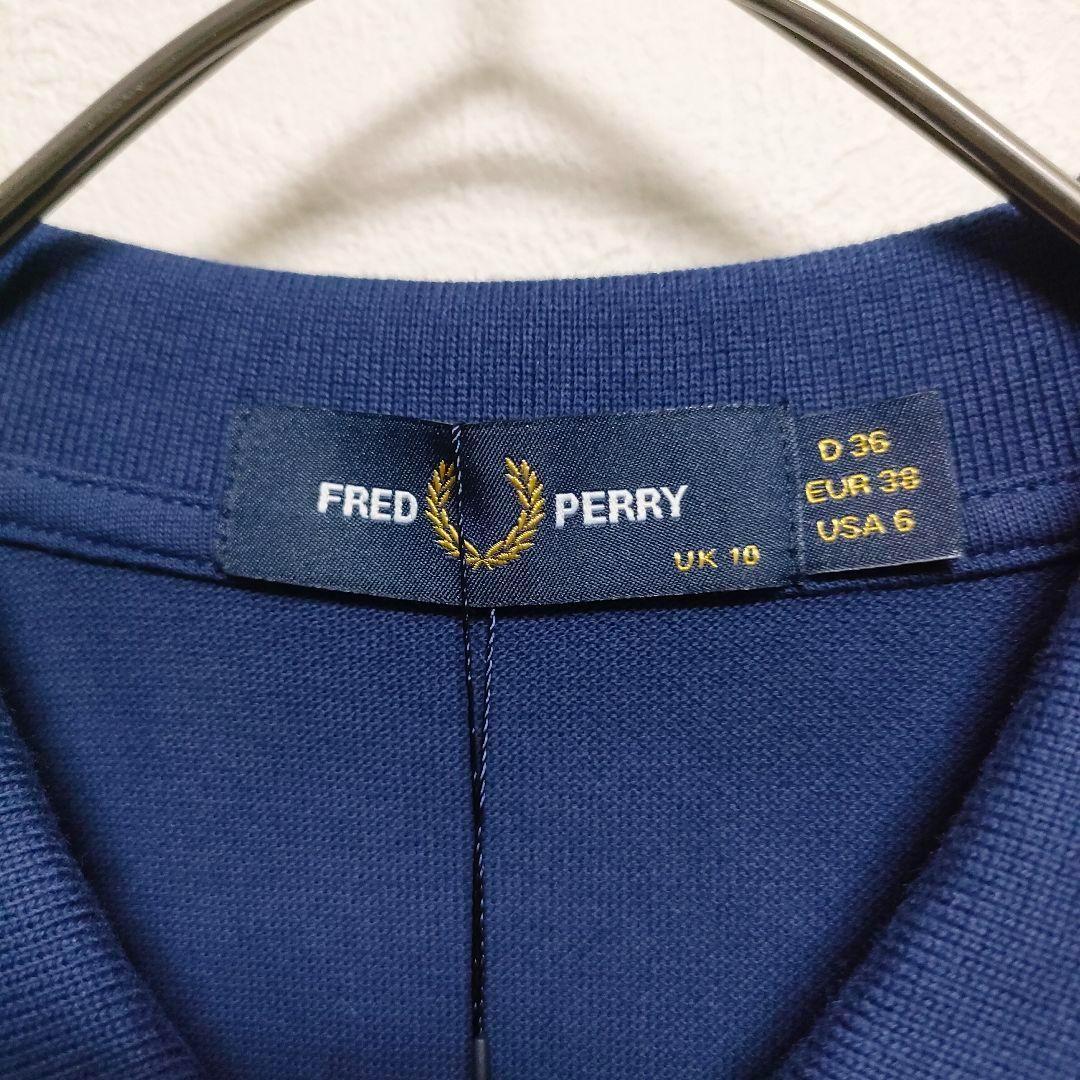 FRED PERRY
UK 10
D 36
EUR 38
USA 6